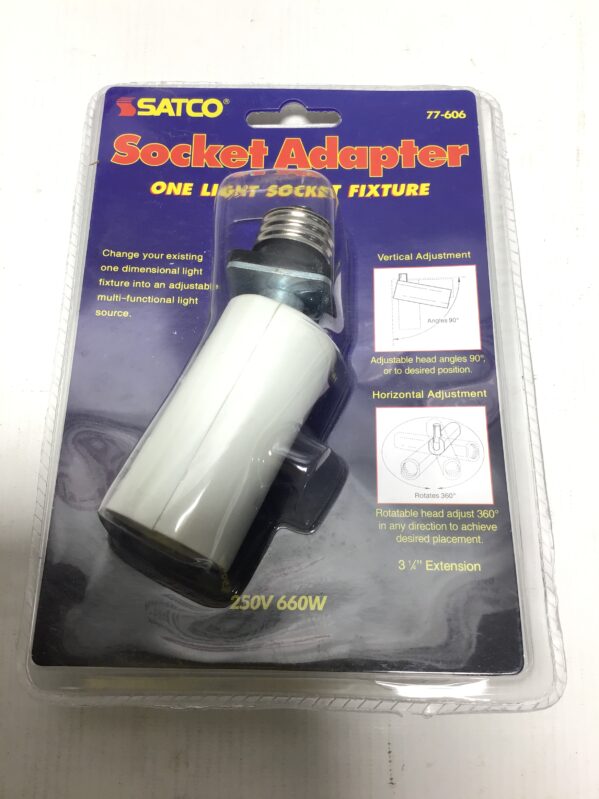 SATCO®
77-606
Socket Adapter
ONE LIGHT SOCKET FIXTURE
Change your existing
one dimensional light
fixture into an adjustable
multi-functional light
source.
Vertical Adjustment
Angles 90°
Adjustable head angles 90°,
or to desired position.
Horizontal Adjustment
Rotates 360°
Rotatable head adjust 360°
in any direction to achieve
desired placement.
3 ¼" Extension
250V 660W